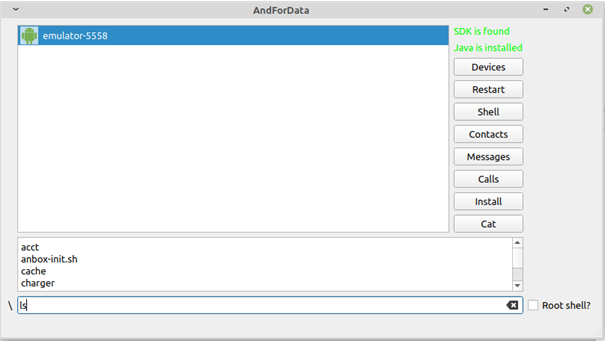 AndForData
emulator-5558
SDK is found
Java is installed
Devices
Restart
Shell
Contacts
Messages
Calls
Install
Cat
acct
anbox-init.sh
cache
charger
\ ls
Root shell?